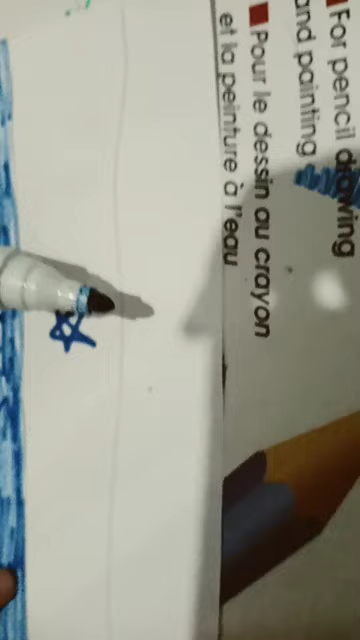 For pencil drawing
and painting
Pour le dessin au crayon
et la peinture à l'eau